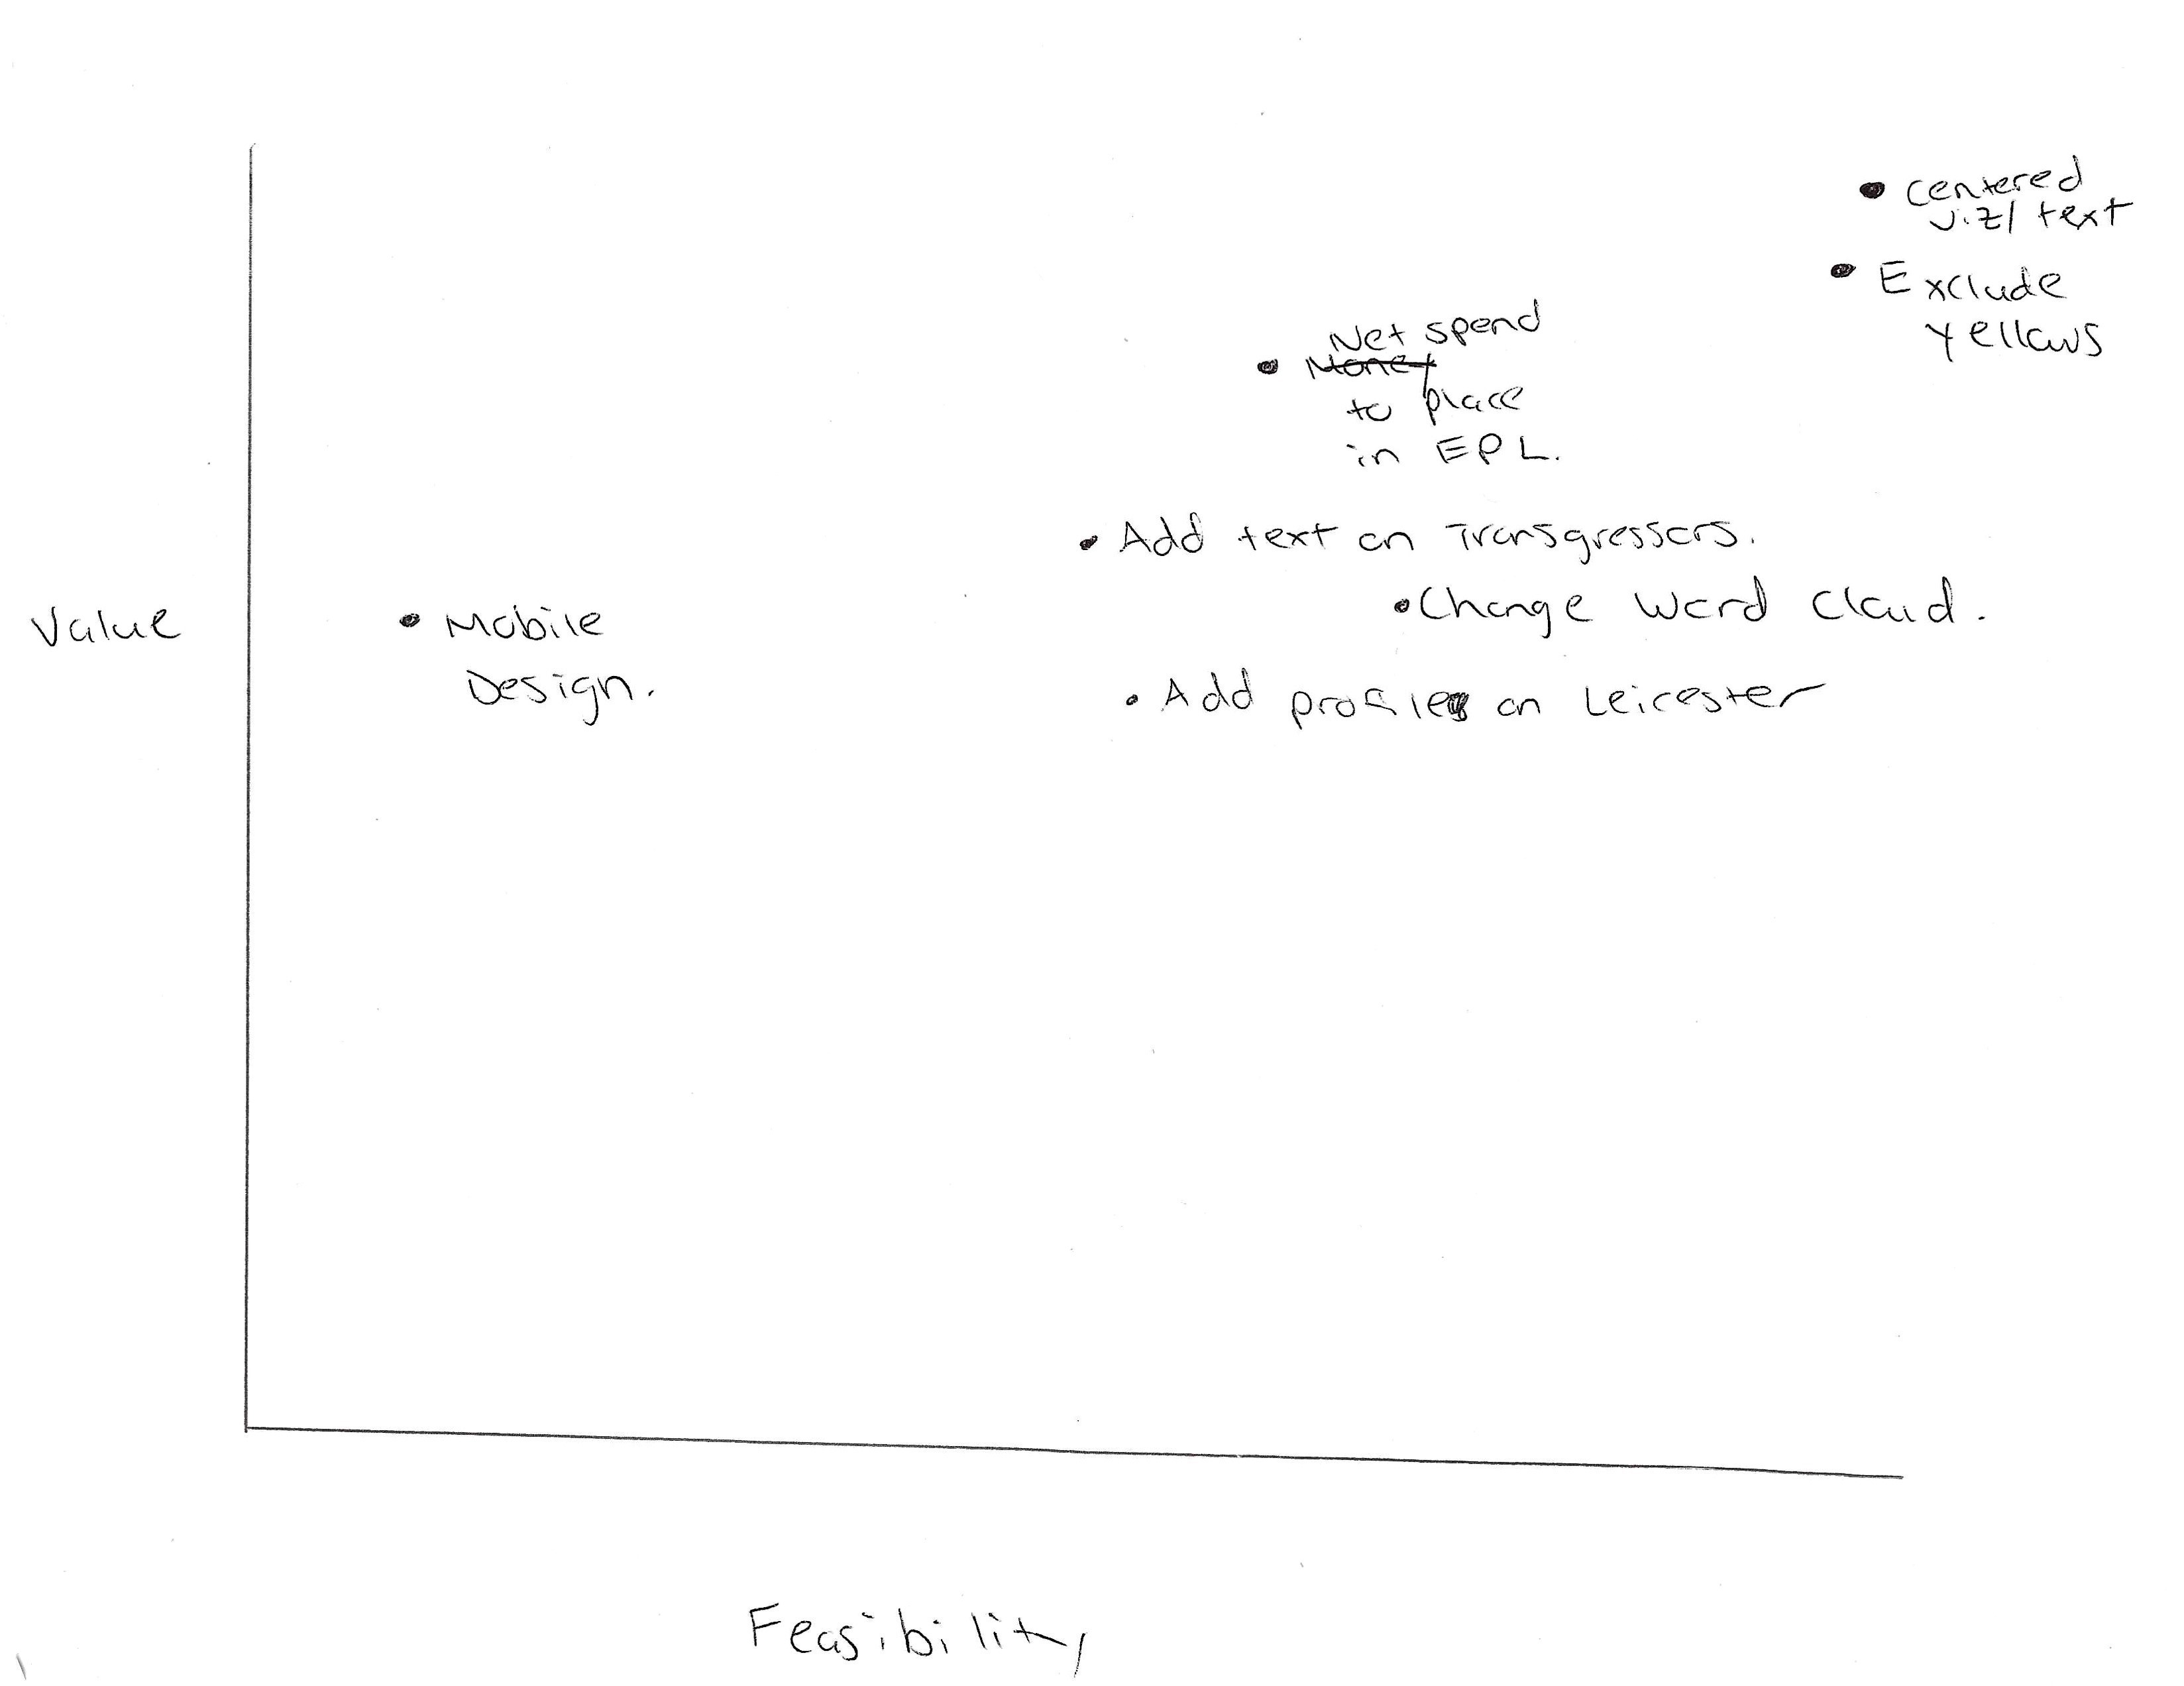 • Centered
viz/text
• Exclude
Yellows
Net spend
• Money
to place
in EPL.
• Add text on Transgressors.
• Change Word Cloud.
Value
• Mobile
Design.
• Add profile on Leicester
Feasibility